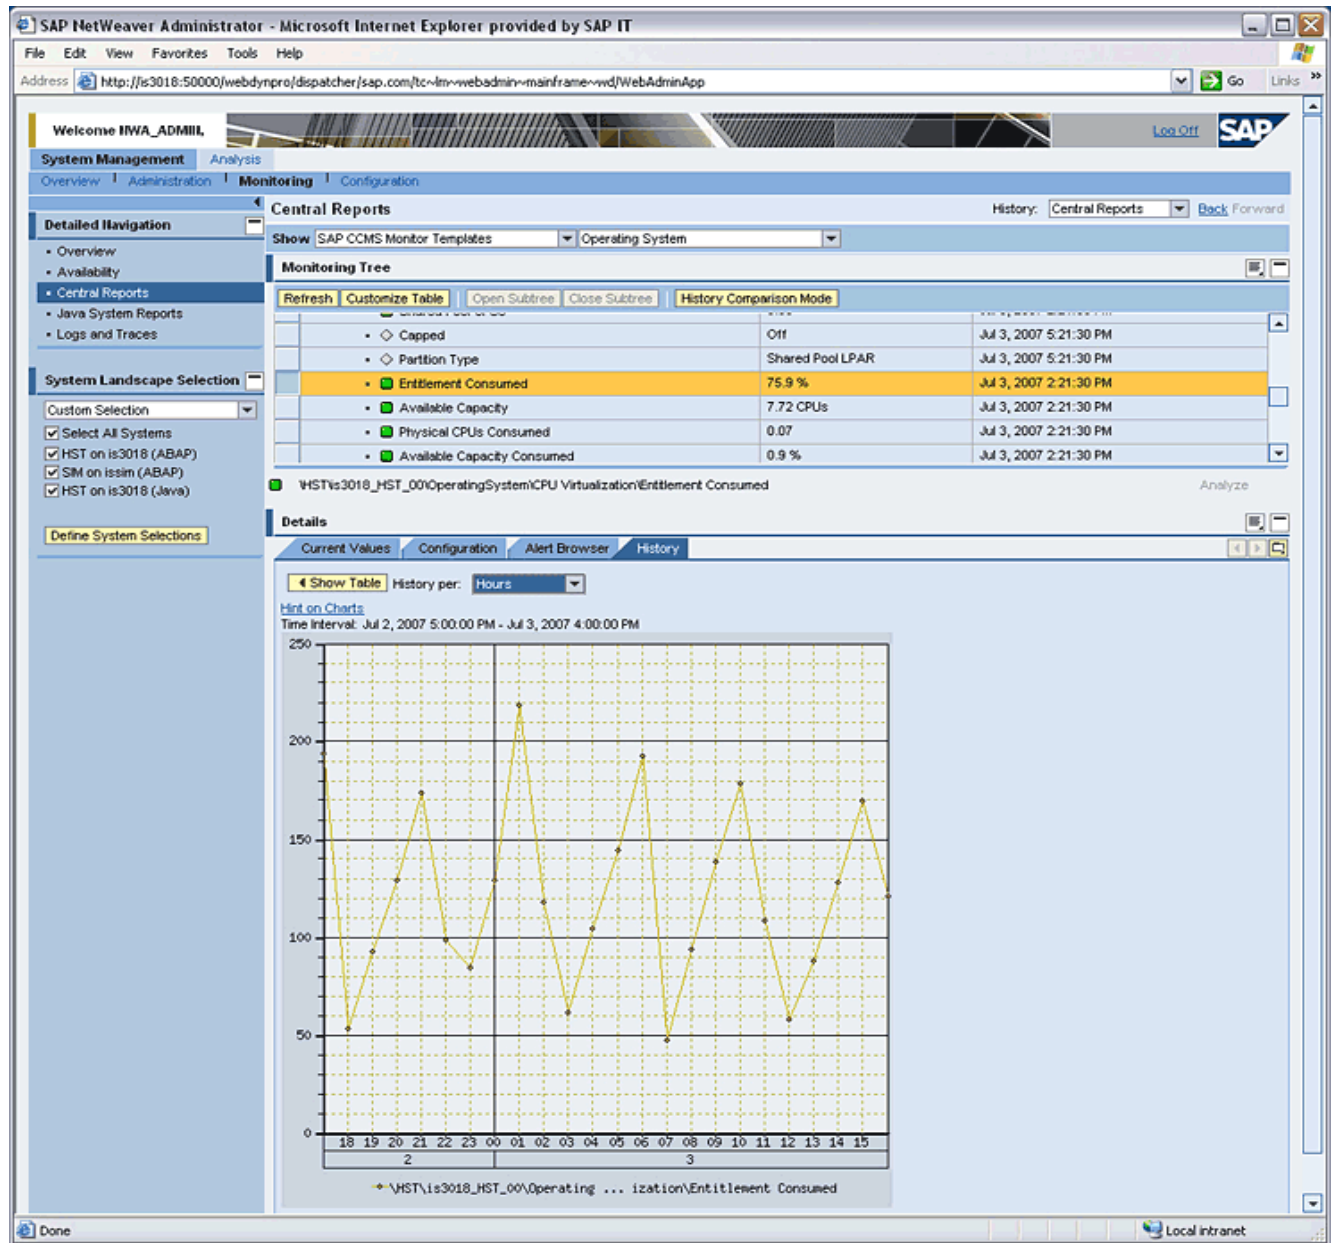 SAP NetWeaver Administrator - Microsoft Internet Explorer provided by SAP IT
File Edit View Favorites Tools Help
Address http://is3018:50000/webdynpro/dispatcher/sap.com/tc~lm~webadmin~mainframe~wd/WebAdminApp Go Links »
Welcome NWA_ADMIN, Log Off SAP
System Management Analysis
Overview Administration Monitoring Configuration
Detailed Navigation
• Overview
• Availability
• Central Reports
• Java System Reports
• Logs and Traces
System Landscape Selection
Custom Selection
Select All Systems
HST on is3018 (ABAP)
SIM on issim (ABAP)
HST on is3018 (Java)
Define System Selections
Central Reports History: Central Reports Back Forward
Show SAP CCMS Monitor Templates Operating System
Monitoring Tree
Refresh Customize Table Open Subtree Close Subtree History Comparison Mode
• Capped Off Jul 3, 2007 5:21:30 PM
• Partition Type Shared Pool LPAR Jul 3, 2007 5:21:30 PM
• Entitlement Consumed 75.9 % Jul 3, 2007 2:21:30 PM
• Available Capacity 7.72 CPUs Jul 3, 2007 2:21:30 PM
• Physical CPUs Consumed 0.07 Jul 3, 2007 2:21:30 PM
• Available Capacity Consumed 0.9 % Jul 3, 2007 2:21:30 PM
\HST\is3018_HST_00\OperatingSystem\CPU Virtualization\Entitlement Consumed Analyze
Details
Current Values Configuration Alert Browser History
Show Table History per: Hours
Hint on Charts
Time Interval: Jul 2, 2007 5:00:00 PM - Jul 3, 2007 4:00:00 PM
250
200
150
100
50
0
18 19 20 21 22 23 00 01 02 03 04 05 06 07 08 09 10 11 12 13 14 15
2 3
\HST\is3018_HST_00\Operating ... ization\Entitlement Consumed
Done Local intranet